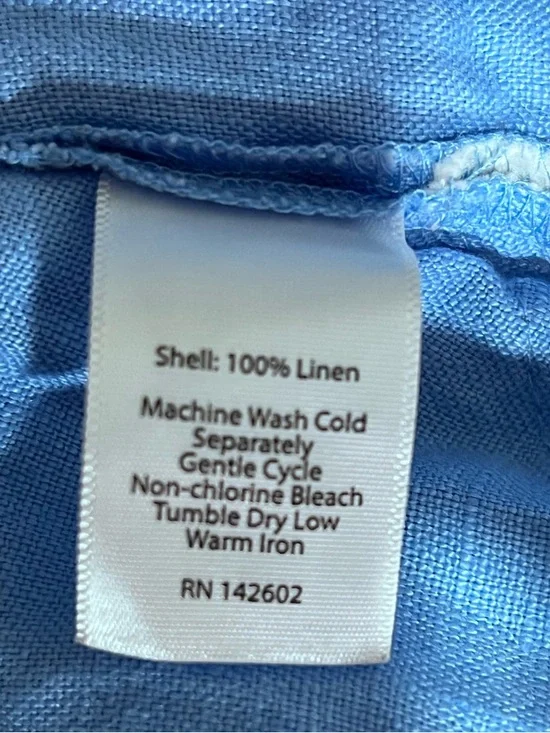 Shell: 100% Linen
Machine Wash Cold
Separately
Gentle Cycle
Non-chlorine Bleach
Tumble Dry Low
Warm Iron
RN 142602